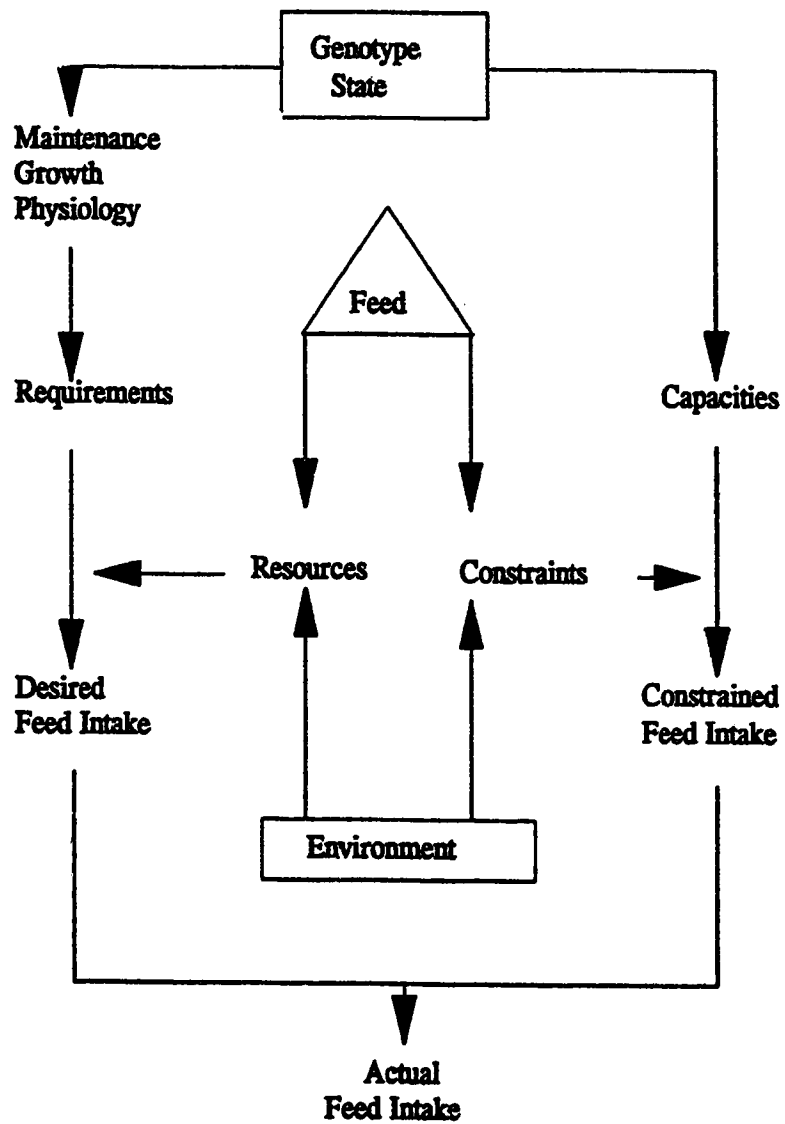 Genotype
State
Maintenance
Growth
Physiology
Feed
Requirements
Capacities
Resources
Constraints
Desired
Feed Intake
Constrained
Feed Intake
Environment
Actual
Feed Intake